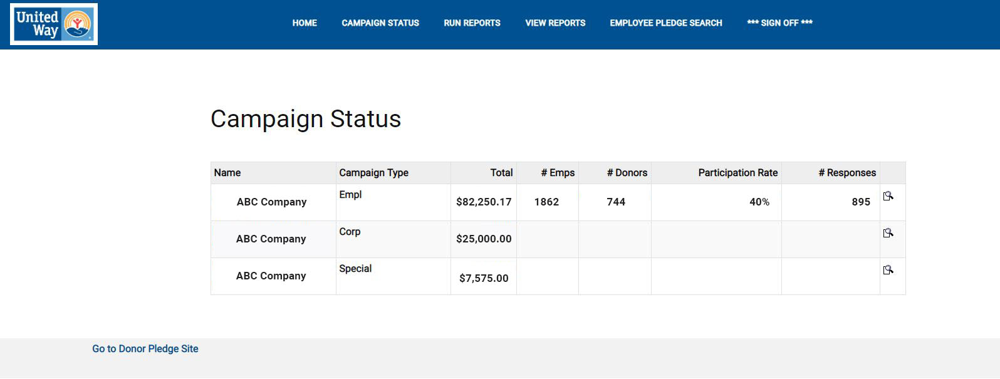 United
Way
HOME CAMPAIGN STATUS RUN REPORTS VIEW REPORTS EMPLOYEE PLEDGE SEARCH *** SIGN OFF ***
Campaign Status
Name Campaign Type Total # Emps # Donors Participation Rate # Responses
ABC Company Empl $82,250.17 1862 744 40% 895
ABC Company Corp $25,000.00
ABC Company Special $7,575.00
Go to Donor Pledge Site